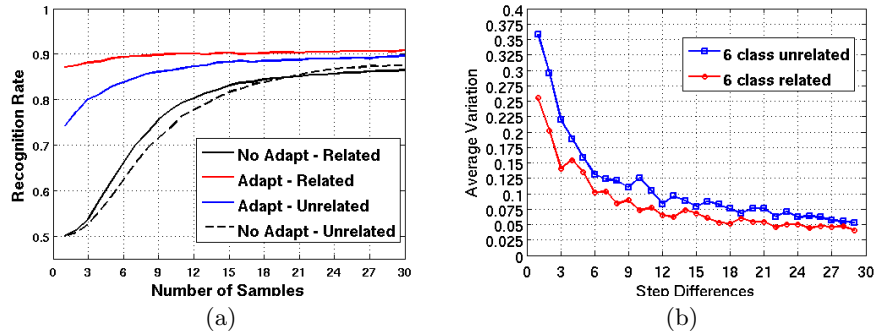 1
0.9
0.8
0.7
0.6
0.5
Recognition Rate
No Adapt - Related
Adapt - Related
Adapt - Unrelated
No Adapt - Unrelated
0 3 6 9 12 15 18 21 24 27 30
Number of Samples
(a)
0.4
0.375
0.35
0.325
0.3
0.275
0.25
0.225
0.2
0.175
0.15
0.125
0.1
0.075
0.05
0.025
0
Average Variation
6 class unrelated
6 class related
0 3 6 9 12 15 18 21 24 27 30
Step Differences
(b)